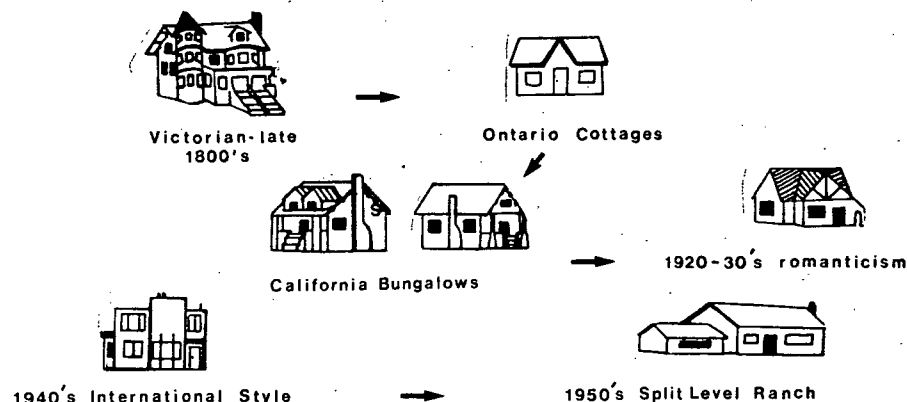 Victorian-late
1800's
Ontario Cottages
California Bungalows
1920-30's romanticism
1940's International Style
1950's Split Level Ranch